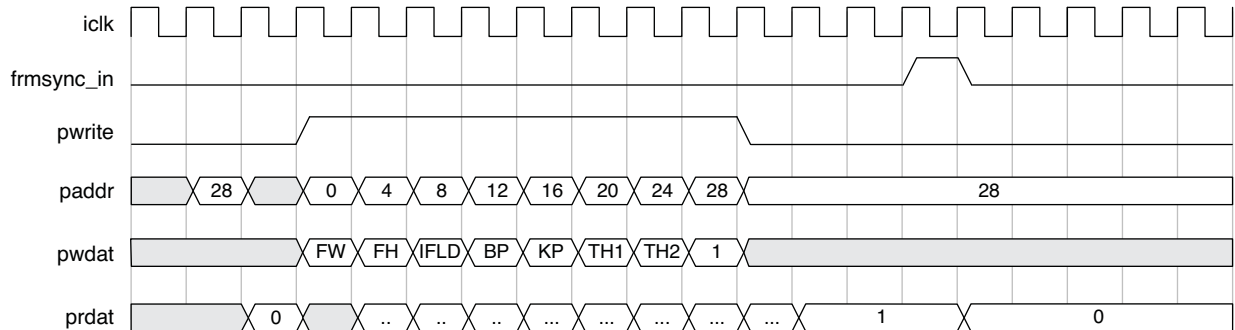 iclk
frmsync_in
pwrite
paddr 28 0 4 8 12 16 20 24 28 28
pwdat FW FH IFLD BP KP TH1 TH2 1
prdat 0 .. .. .. ... ... ... ... ... 1 0